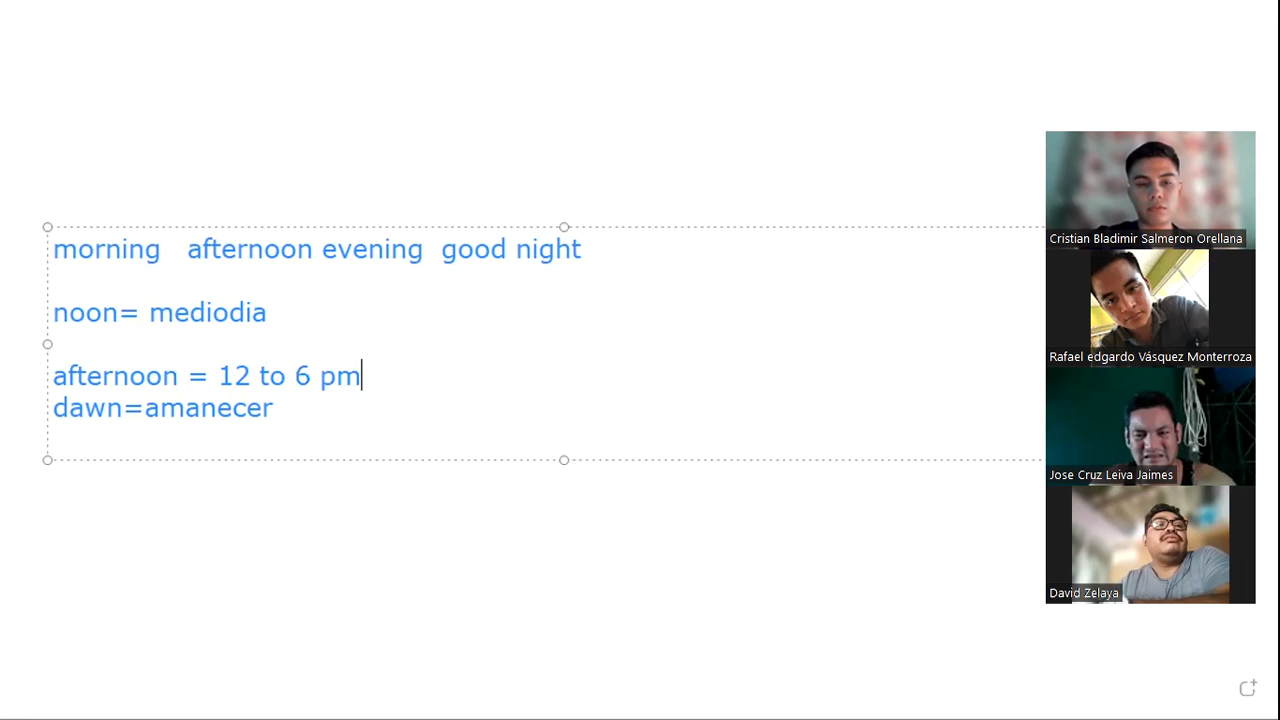 morning   afternoon evening  good night
noon= mediodia
afternoon = 12 to 6 pm
dawn=amanecer
Cristian Bladimir Salmeron Orellana
Rafael edgardo Vásquez Monterroza
Jose Cruz Leiva Jaimes
David Zelaya